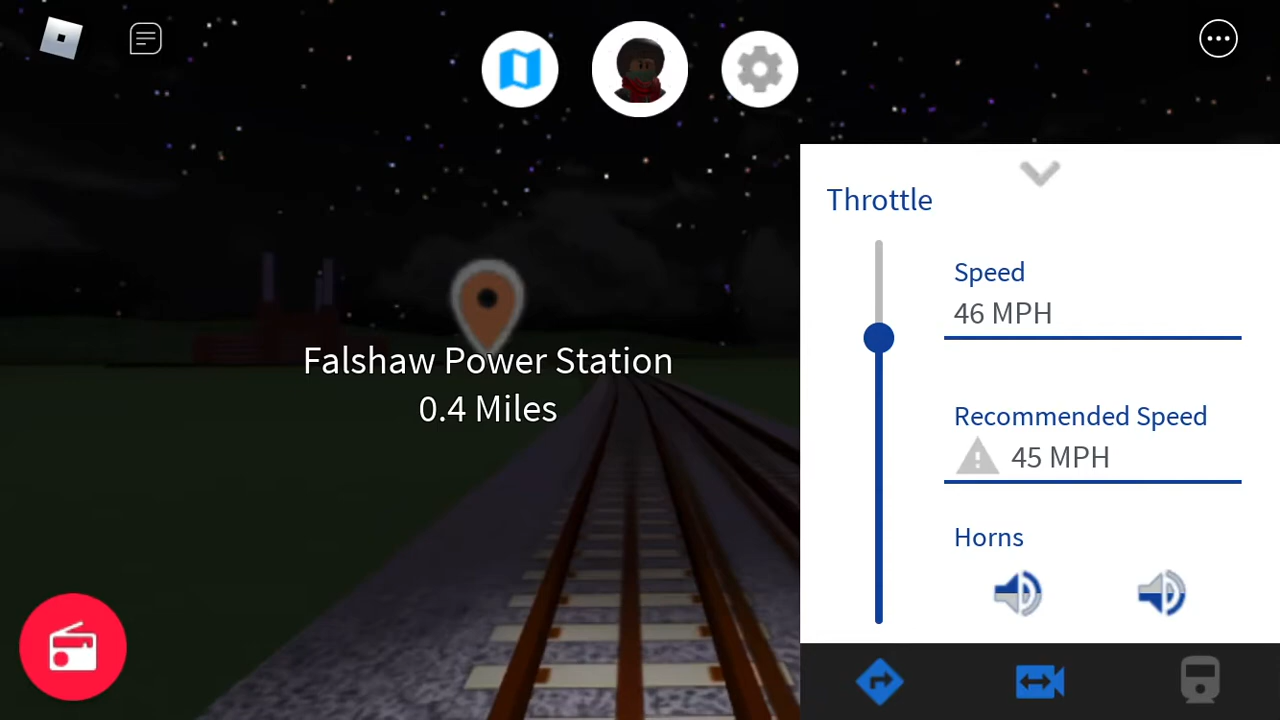 Throttle
Speed
46 MPH
Falshaw Power Station
0.4 Miles
Recommended Speed
45 MPH
Horns